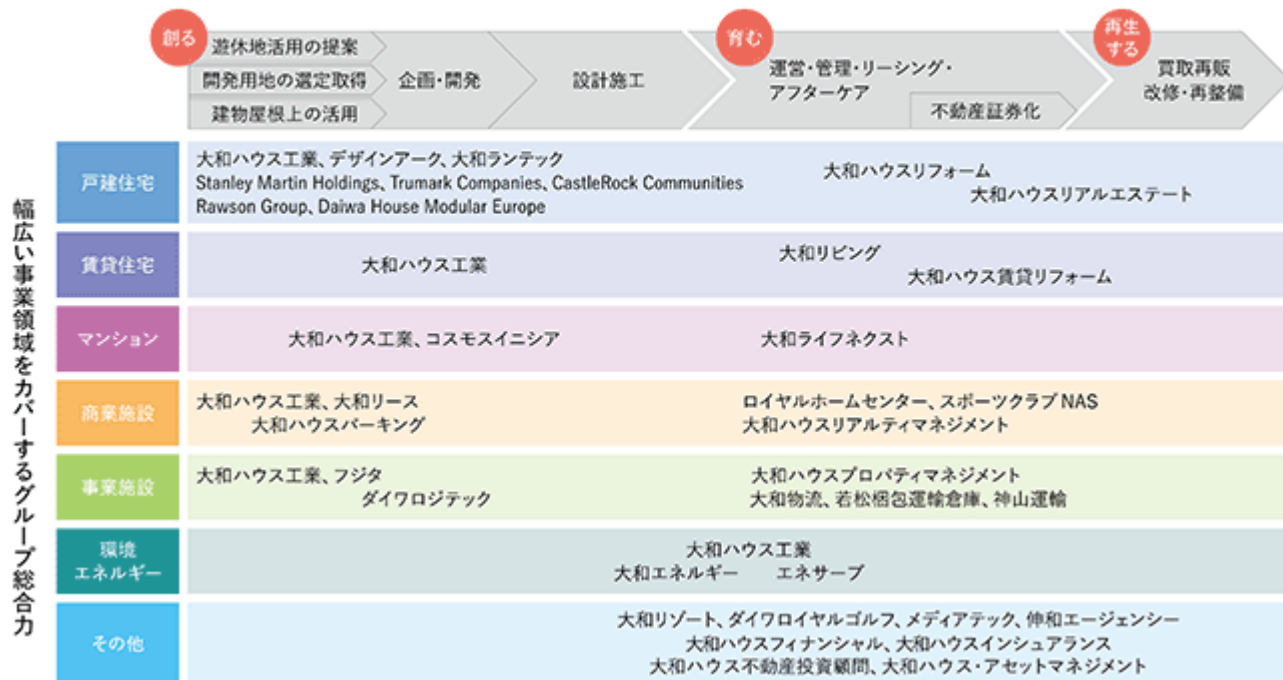 創る
遊休地活用の提案
開発用地の選定取得
建物屋根上の活用
企画・開発
設計施工
育む
運営・管理・リーシング・
アフターケア
不動産証券化
再生
する
買取再販
改修・再整備
幅広い事業領域をカバーするグループ総合力
戸建住宅
大和ハウス工業、デザインアーク、大和ランテック
Stanley Martin Holdings、Trumark Companies、CastleRock Communities
Rawson Group、Daiwa House Modular Europe
大和ハウスリフォーム
大和ハウスリアルエステート
賃貸住宅
大和ハウス工業
大和リビング
大和ハウス賃貸リフォーム
マンション
大和ハウス工業、コスモスイニシア
大和ライフネクスト
商業施設
大和ハウス工業、大和リース
大和ハウスパーキング
ロイヤルホームセンター、スポーツクラブNAS
大和ハウスリアルティマネジメント
事業施設
大和ハウス工業、フジタ
ダイワロジテック
大和ハウスプロパティマネジメント
大和物流、若松梱包運輸倉庫、神山運輸
環境
エネルギー
大和ハウス工業
大和エネルギー エネサーブ
その他
大和リゾート、ダイワロイヤルゴルフ、メディアテック、伸和エージェンシー
大和ハウスフィナンシャル、大和ハウスインシュアランス
大和ハウス不動産投資顧問、大和ハウス・アセットマネジメント